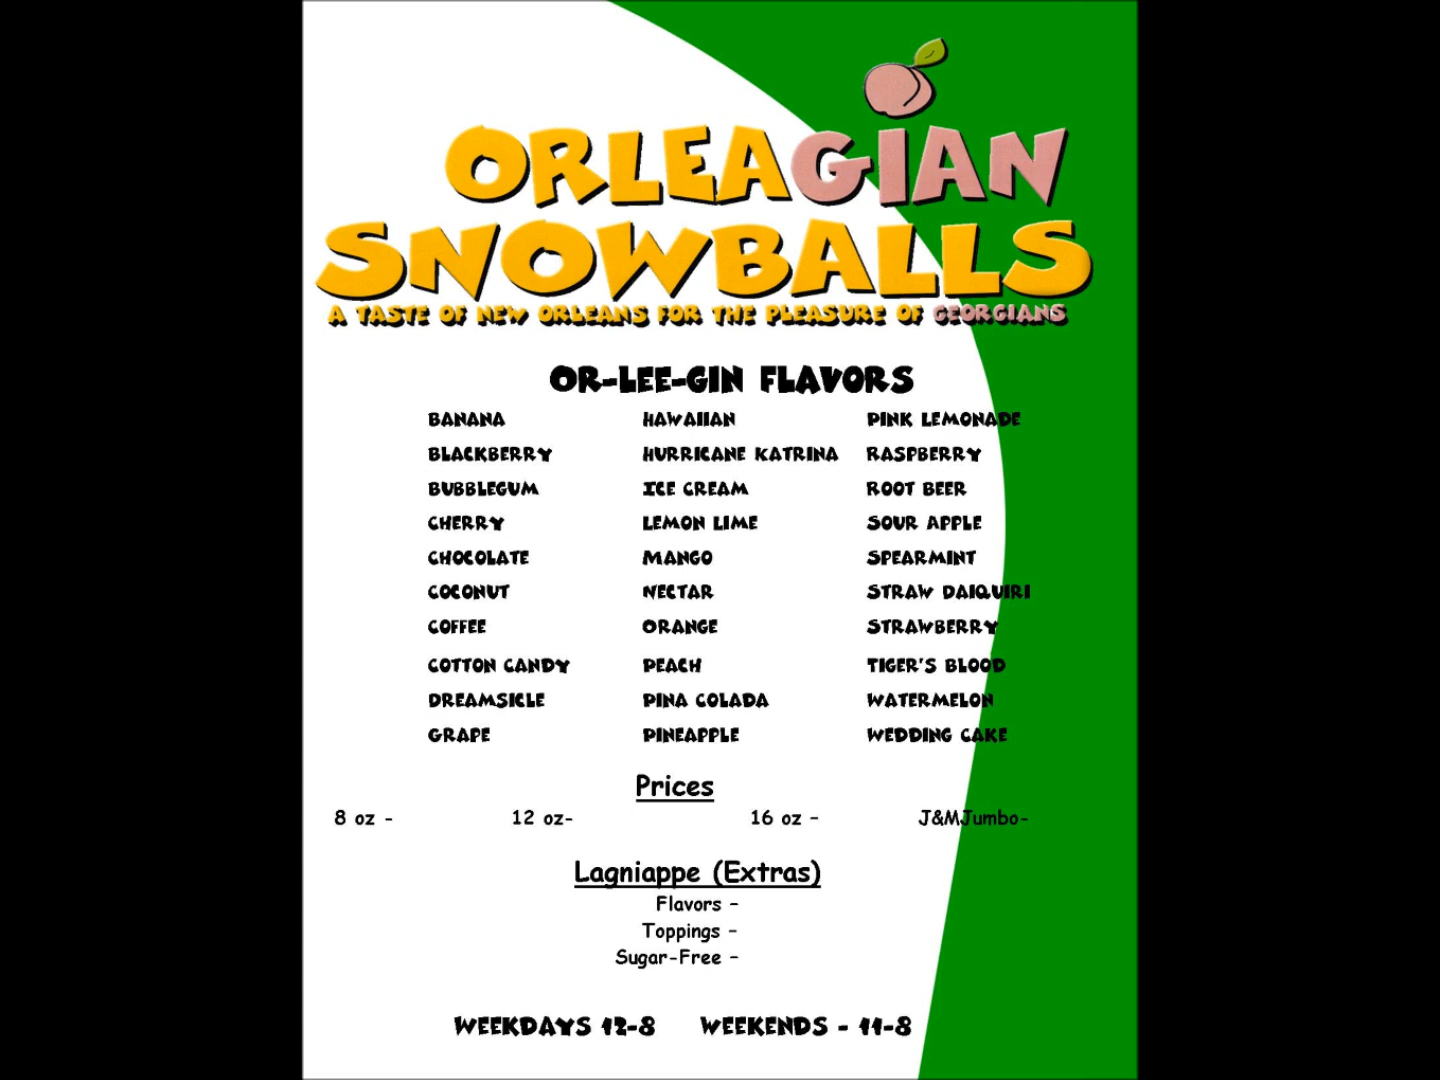 ORLEAGIAN
SNOWBALLS
A TASTE OF NEW ORLEANS FOR THE PLEASURE OF GEORGIANS
OR-LEE-GIN FLAVORS
BANANA HAWAIIAN PINK LEMONADE
BLACKBERRY HURRICANE KATRINA RASPBERRY
BUBBLEGUM ICE CREAM ROOT BEER
CHERRY LEMON LIME SOUR APPLE
CHOCOLATE MANGO SPEARMINT
COCONUT NECTAR STRAW DAIQUIRI
COFFEE ORANGE STRAWBERRY
COTTON CANDY PEACH TIGER'S BLOOD
DREAMSICLE PINA COLADA WATERMELON
GRAPE PINEAPPLE WEDDING CAKE
Prices
8 oz - 12 oz- 16 oz – J&MJumbo-
Lagniappe (Extras)
Flavors –
Toppings –
Sugar-Free –
WEEKDAYS 12-8 WEEKENDS - 11-8